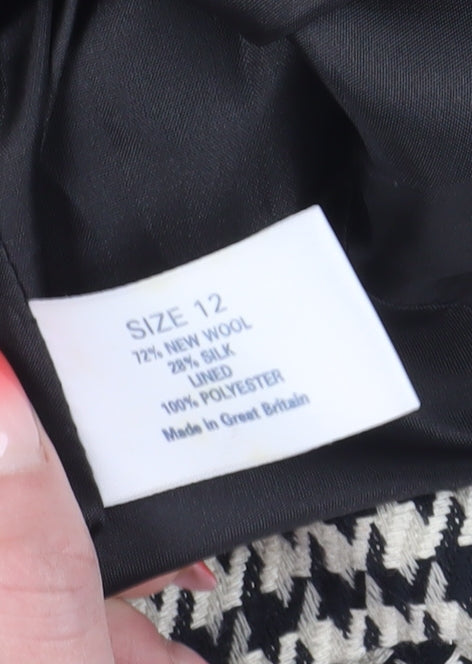 SIZE 12
72% NEW WOOL
28% SILK
LINED
100% POLYESTER
Made in Great Britain